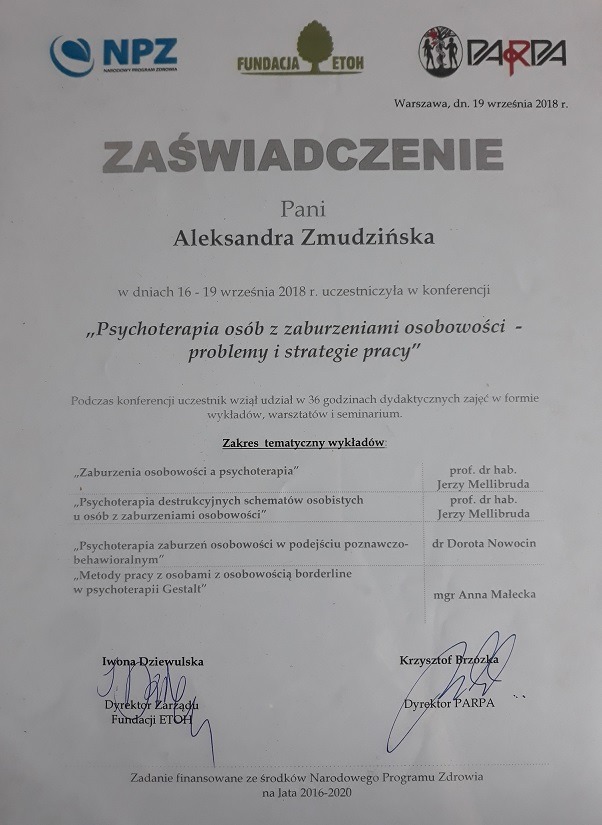 NPZ
NARODOWY PROGRAM ZDROWIA
FUNDACJA ETOH
PARPA
Warszawa, dn. 19 września 2018 r.
ZAŚWIADCZENIE
Pani
Aleksandra Zmudzińska
w dniach 16 - 19 września 2018 r. uczestniczyła w konferencji
„Psychoterapia osób z zaburzeniami osobowości -
problemy i strategie pracy”
Podczas konferencji uczestnik wziął udział w 36 godzinach dydaktycznych zajęć w formie
wykładów, warsztatów i seminarium.
Zakres tematyczny wykładów:
„Zaburzenia osobowości a psychoterapia”
prof. dr hab.
Jerzy Mellibruda
„Psychoterapia destrukcyjnych schematów osobistych
u osób z zaburzeniami osobowości”
prof. dr hab.
Jerzy Mellibruda
„Psychoterapia zaburzeń osobowości w podejściu poznawczo-
behawioralnym”
dr Dorota Nowocin
„Metody pracy z osobami z osobowością borderline
w psychoterapii Gestalt”
mgr Anna Małecka
Iwona Dziewulska
Dyrektor Zarządu
Fundacji ETOH
Krzysztof Brzózka
Dyrektor PARPA
Zadanie finansowane ze środków Narodowego Programu Zdrowia
na lata 2016-2020